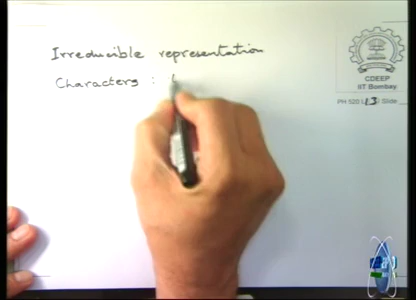 Irreducible representation
Characters :
CDEEP
IIT Bombay
PH 520 L 13 / Slide